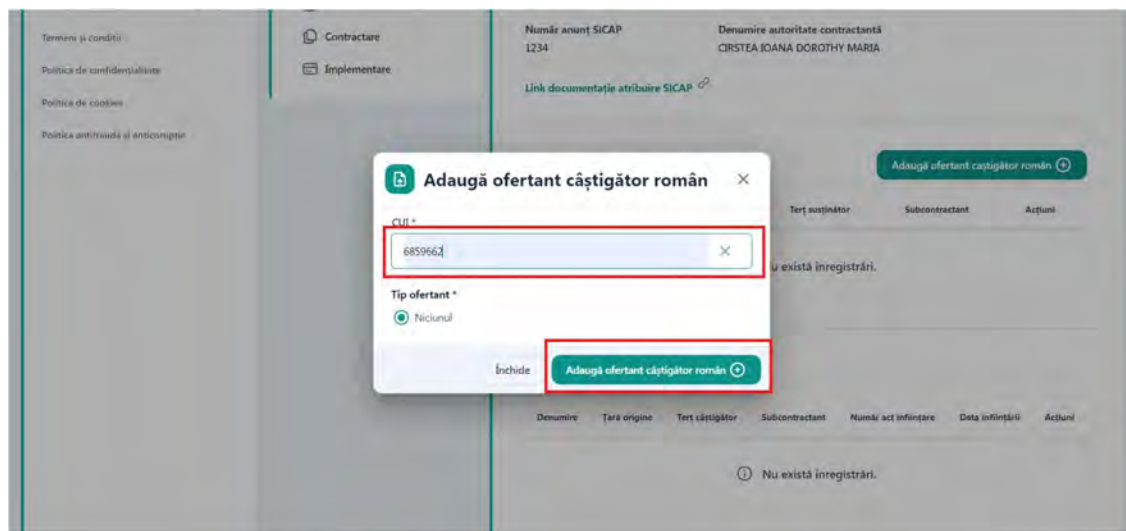 Termeni și condiții
Politica de confidențialitate
Politica de cookies
Politica antifraudă și anticorupție
Contractare
Implementare
Număr anunț SICAP
1234
Denumire autoritate contractantă
CIRSTEA IOANA DOROTHY MARIA
Link documentație atribuire SICAP
Adaugă ofertant castigător român
Terț susținător Subcontractant Acțiuni
u există înregistrări.
Adaugă ofertant câștigător român
CUI *
6859662
Tip ofertant *
Niciunul
Închide
Adaugă ofertant câștigător român
Denumire Țară origine Terț câștigător Subcontractant Număr act înființare Data înființării Acțiuni
Nu există înregistrări.